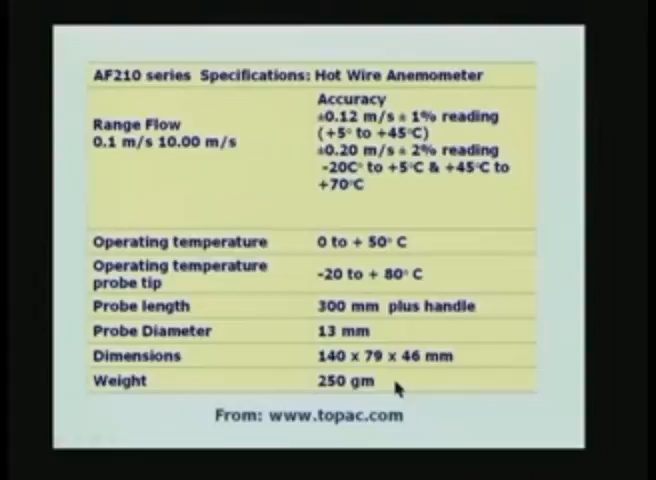 AF210 series Specifications: Hot Wire Anemometer
Range Flow
0.1 m/s 10.00 m/s
Accuracy
±0.12 m/s ± 1% reading
(+5° to +45°C)
±0.20 m/s ± 2% reading
-20C° to +5°C & +45°C to
+70°C
Operating temperature 0 to + 50° C
Operating temperature
probe tip -20 to + 80° C
Probe length 300 mm plus handle
Probe Diameter 13 mm
Dimensions 140 x 79 x 46 mm
Weight 250 gm
From: www.topac.com